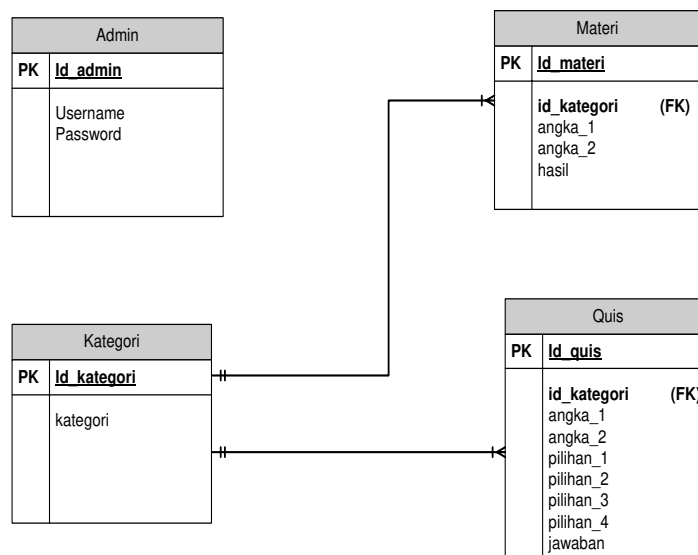 Admin
PK Id_admin
Username
Password
Materi
PK Id_materi
id_kategori (FK)
angka_1
angka_2
hasil
Kategori
PK Id_kategori
kategori
Quis
PK Id_quis
id_kategori (FK)
angka_1
angka_2
pilihan_1
pilihan_2
pilihan_3
pilihan_4
jawaban